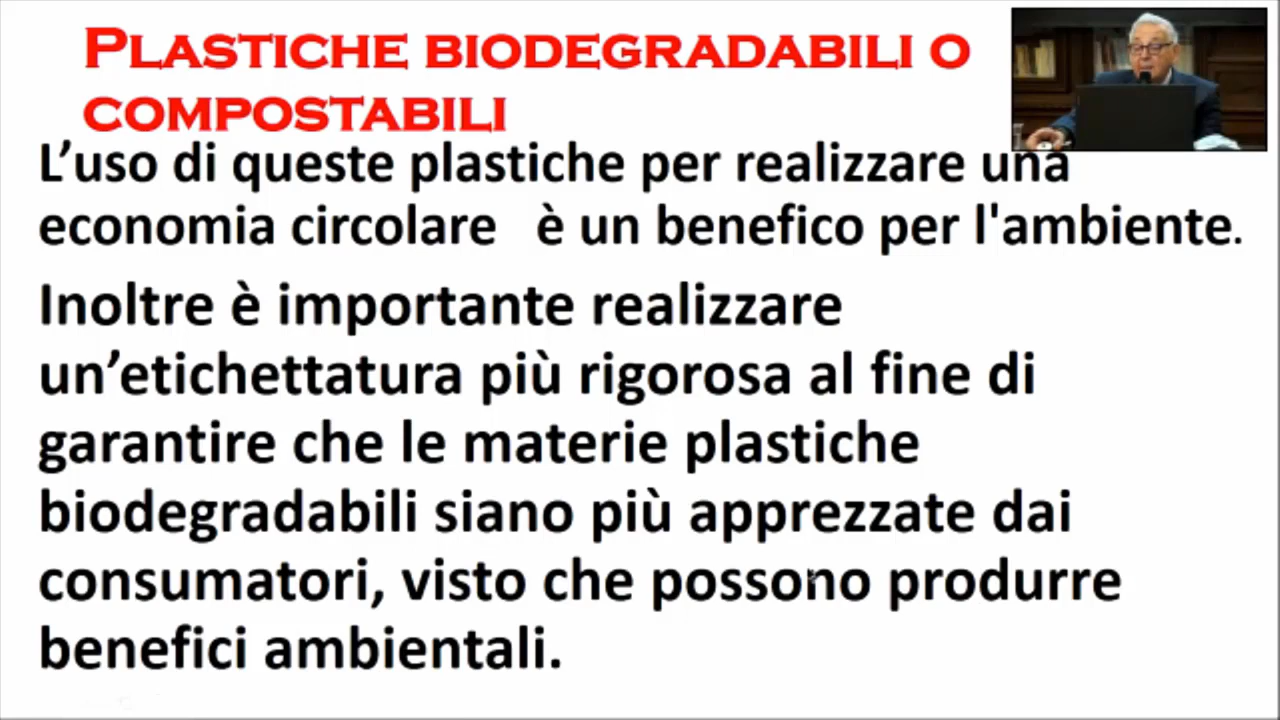 PLASTICHE BIODEGRADABILI O
COMPOSTABILI
L’uso di queste plastiche per realizzare una
economia circolare è un benefico per l'ambiente.
Inoltre è importante realizzare
un’etichettatura più rigorosa al fine di
garantire che le materie plastiche
biodegradabili siano più apprezzate dai
consumatori, visto che possono produrre
benefici ambientali.